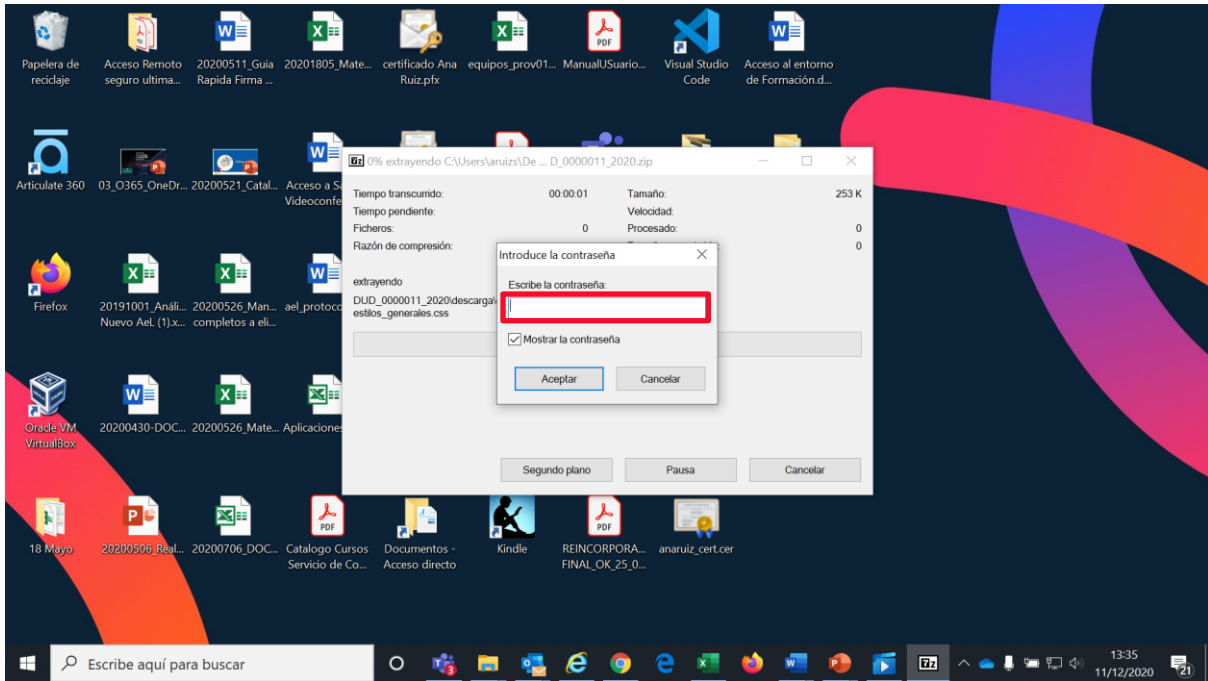 Papelera de
reciclaje
Acceso Remoto
seguro ultima...
20200511_Guia
Rapida Firma ...
20201805_Mate...
certificado Ana
Ruiz.pfx
equipos_prov01...
PDF
ManualUSuario...
Visual Studio
Code
Acceso al entorno
de Formación.d...
Articulate 360
03_O365_OneDr...
20200521_Catal...
Acceso a S
Videoconfe
7z 0% extrayendo C:\Users\aruizs\De ... D_0000011_2020.zip
Tiempo transcurrido: 00:00:01 Tamaño: 253 K
Tiempo pendiente: Velocidad:
Ficheros: 0 Procesado: 0
Razón de compresión: 0
extrayendo
DUD_0000011_2020\descarga\
estilos_generales.css
Introduce la contraseña
Escribe la contraseña:
Mostrar la contraseña
Aceptar Cancelar
Segundo plano Pausa Cancelar
Firefox
20191001_Análi...
Nuevo AeL (1).x...
20200526_Man...
completos a eli...
ael_protoco
Oracle VM
VirtualBox
20200430-DOC...
20200526_Mate...
Aplicaciones
18 Mayo
20200506_Real...
20200706_DOC...
PDF
Catalogo Cursos
Servicio de Co...
Documentos -
Acceso directo
Kindle
PDF
REINCORPORA...
FINAL_OK_25_0...
anaruiz_cert.cer
Escribe aquí para buscar
7z
13:35
11/12/2020
21